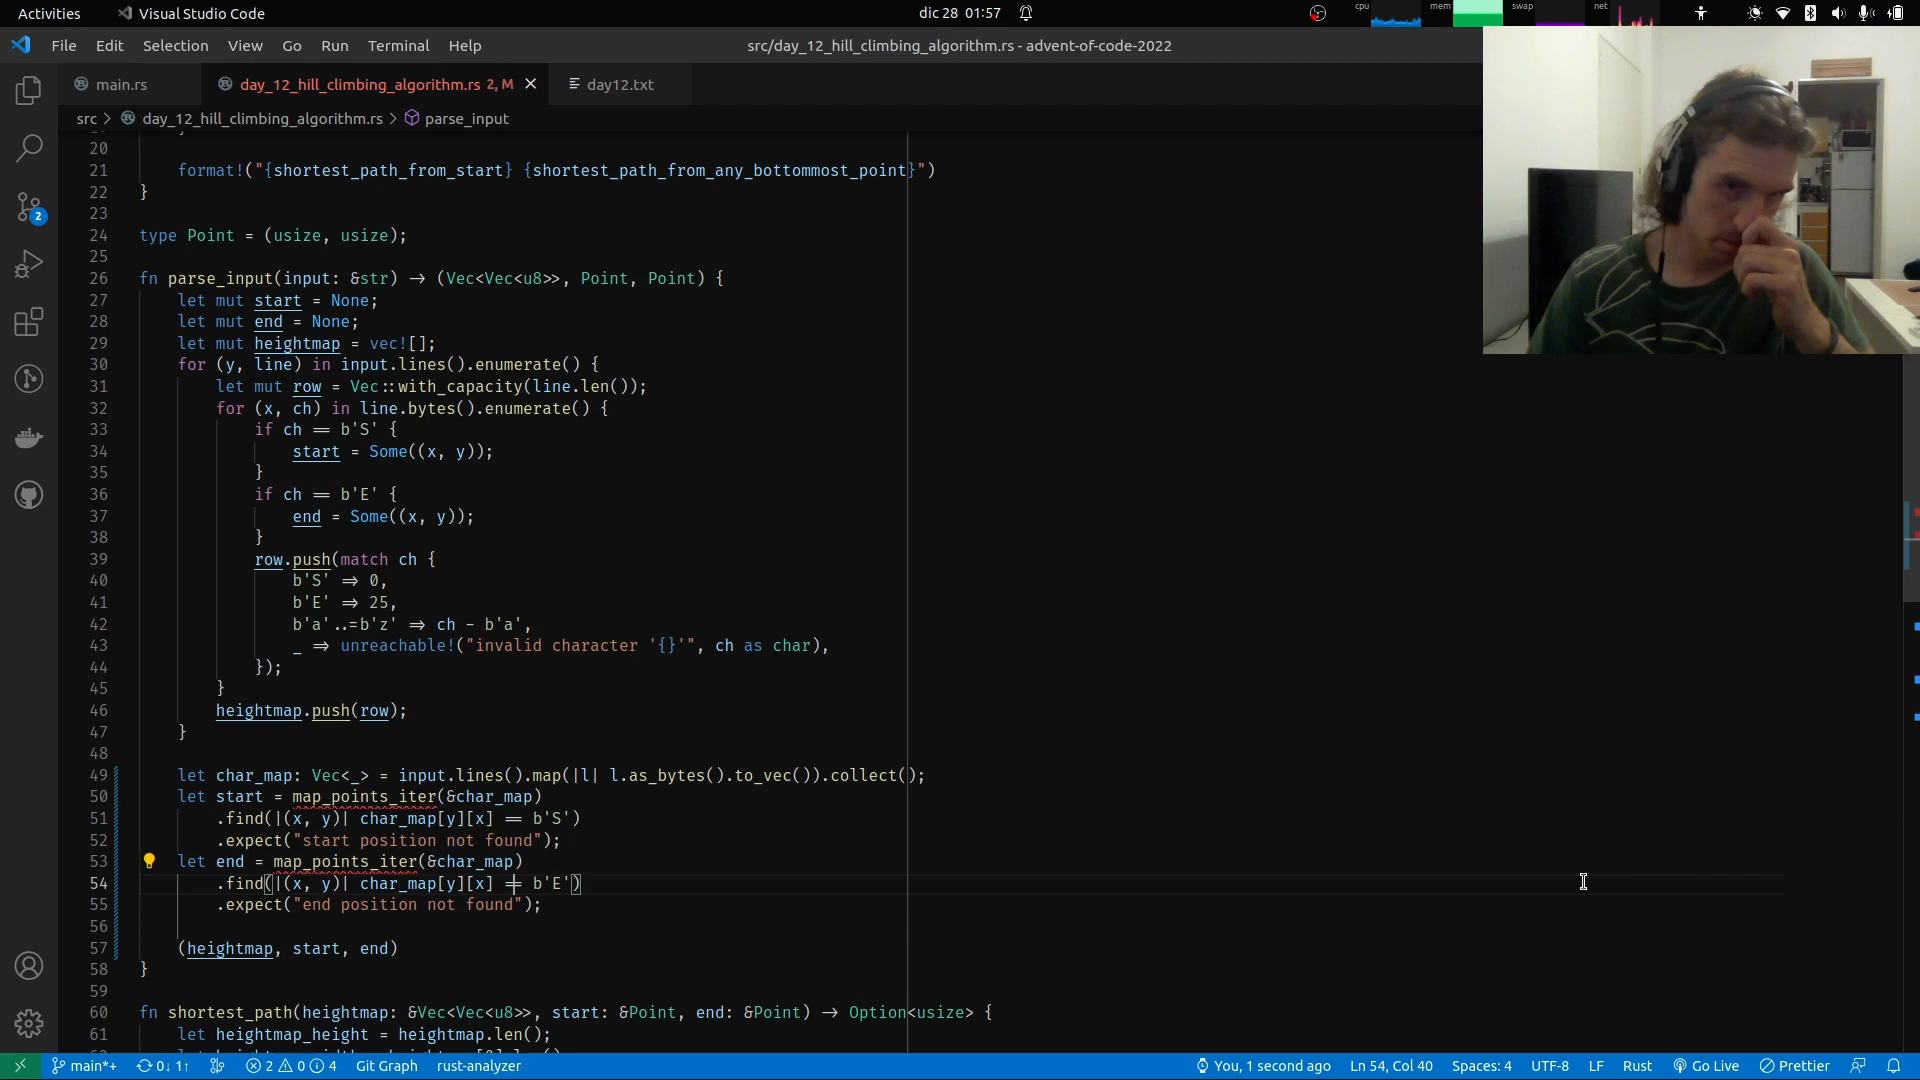 Activities
Visual Studio Code
dic 28 01:57
cpu
mem
swap
net
File Edit Selection View Go Run Terminal Help
src/day_12_hill_climbing_algorithm.rs - advent-of-code-2022
main.rs
day_12_hill_climbing_algorithm.rs 2, M
day12.txt
src > day_12_hill_climbing_algorithm.rs > parse_input
20
21 format!("{shortest_path_from_start} {shortest_path_from_any_bottommost_point}")
22 }
23
24 type Point = (usize, usize);
25
26 fn parse_input(input: &str) -> (Vec<Vec<u8>>, Point, Point) {
27 let mut start = None;
28 let mut end = None;
29 let mut heightmap = vec![];
30 for (y, line) in input.lines().enumerate() {
31 let mut row = Vec::with_capacity(line.len());
32 for (x, ch) in line.bytes().enumerate() {
33 if ch == b'S' {
34 start = Some((x, y));
35 }
36 if ch == b'E' {
37 end = Some((x, y));
38 }
39 row.push(match ch {
40 b'S' => 0,
41 b'E' => 25,
42 b'a'..=b'z' => ch - b'a',
43 _ => unreachable!("invalid character '{}'", ch as char),
44 });
45 }
46 heightmap.push(row);
47 }
48
49 let char_map: Vec<_> = input.lines().map(|l| l.as_bytes().to_vec()).collect();
50 let start = map_points_iter(&char_map)
51 .find(|(x, y)| char_map[y][x] == b'S')
52 .expect("start position not found");
53 let end = map_points_iter(&char_map)
54 .find(|(x, y)| char_map[y][x] == b'E')
55 .expect("end position not found");
56
57 (heightmap, start, end)
58 }
59
60 fn shortest_path(heightmap: &Vec<Vec<u8>>, start: &Point, end: &Point) -> Option<usize> {
61 let heightmap_height = heightmap.len();
2
main*+
0↓ 1↑
2 0 4
Git Graph
rust-analyzer
You, 1 second ago
Ln 54, Col 40
Spaces: 4
UTF-8
LF
Rust
Go Live
Prettier